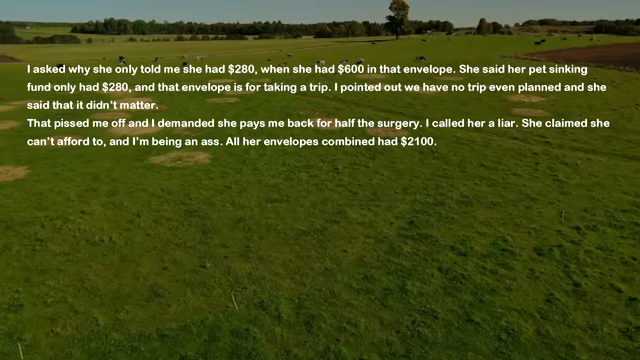 I asked why she only told me she had $280, when she had $600 in that envelope. She said her pet sinking
fund only had $280, and that envelope is for taking a trip. I pointed out we have no trip even planned and she
said that it didn't matter.
That pissed me off and I demanded she pays me back for half the surgery. I called her a liar. She claimed she
can't afford to, and I'm being an ass. All her envelopes combined had $2100.